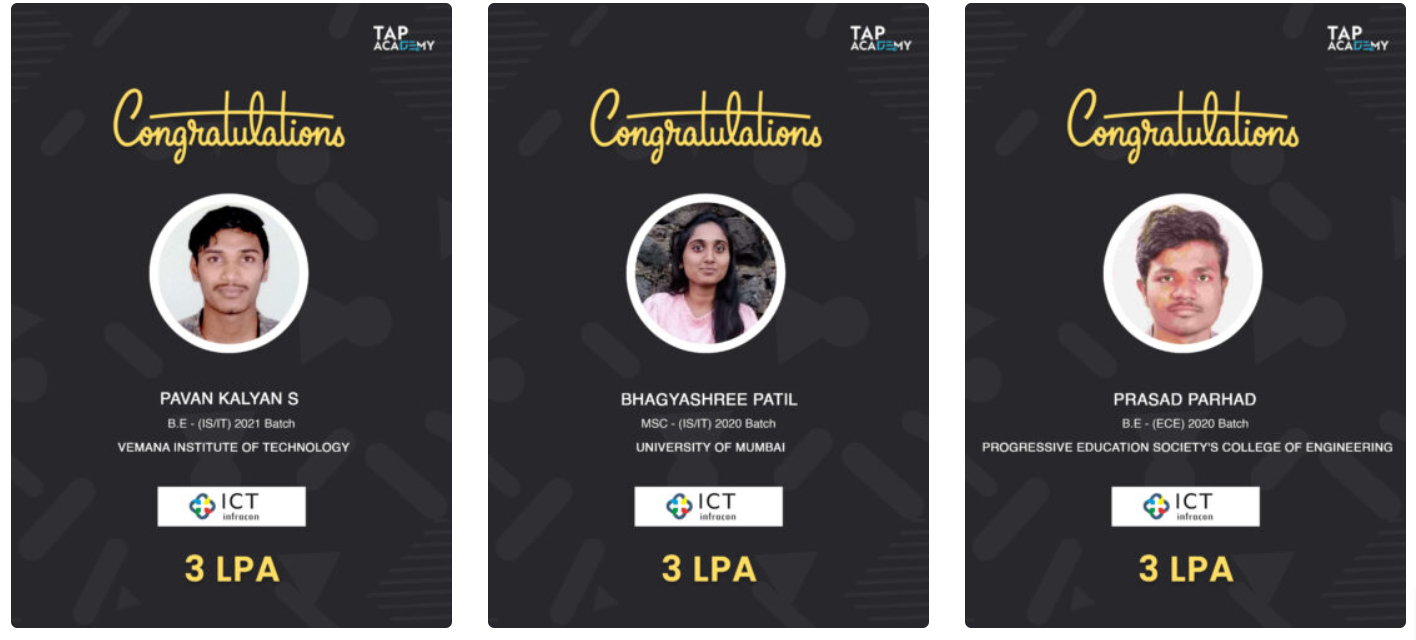 TAP
ACADEMY
Congratulations
PAVAN KALYAN S
B.E - (IS/IT) 2021 Batch
VEMANA INSTITUTE OF TECHNOLOGY
ICT
infracon
3 LPA
TAP
ACADEMY
Congratulations
BHAGYASHREE PATIL
MSC - (IS/IT) 2020 Batch
UNIVERSITY OF MUMBAI
ICT
infracon
3 LPA
TAP
ACADEMY
Congratulations
PRASAD PARHAD
B.E - (ECE) 2020 Batch
PROGRESSIVE EDUCATION SOCIETY'S COLLEGE OF ENGINEERING
ICT
infracon
3 LPA